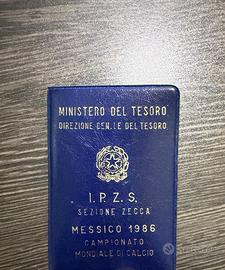 MINISTERO DEL TESORO
DIREZIONE GEN.LE DEL TESORO
I.P.Z.S.
SEZIONE ZECCA
MESSICO 1986
CAMPIONATO
MONDIALE DI CALCIO